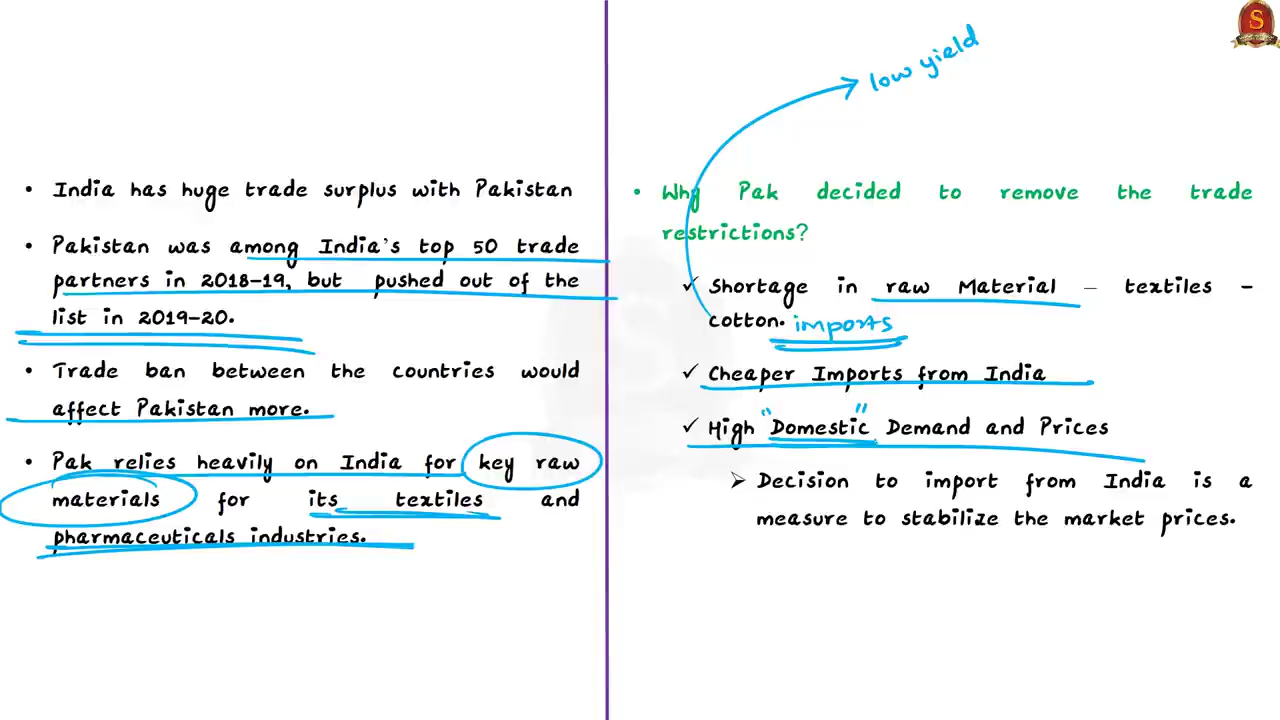 India has huge trade surplus with Pakistan
Pakistan was among India's top 50 trade
partners in 2018-19, but pushed out of the
list in 2019-20.
Trade ban between the countries would
affect Pakistan more.
Pak relies heavily on India for key raw
materials for its textiles and
pharmaceuticals industries.
low yield
Why Pak decided to remove the trade
restrictions?
Shortage in raw Material – textiles -
cotton. imports
Cheaper Imports from India
High "Domestic" Demand and Prices
Decision to import from India is a
measure to stabilize the market prices.
S